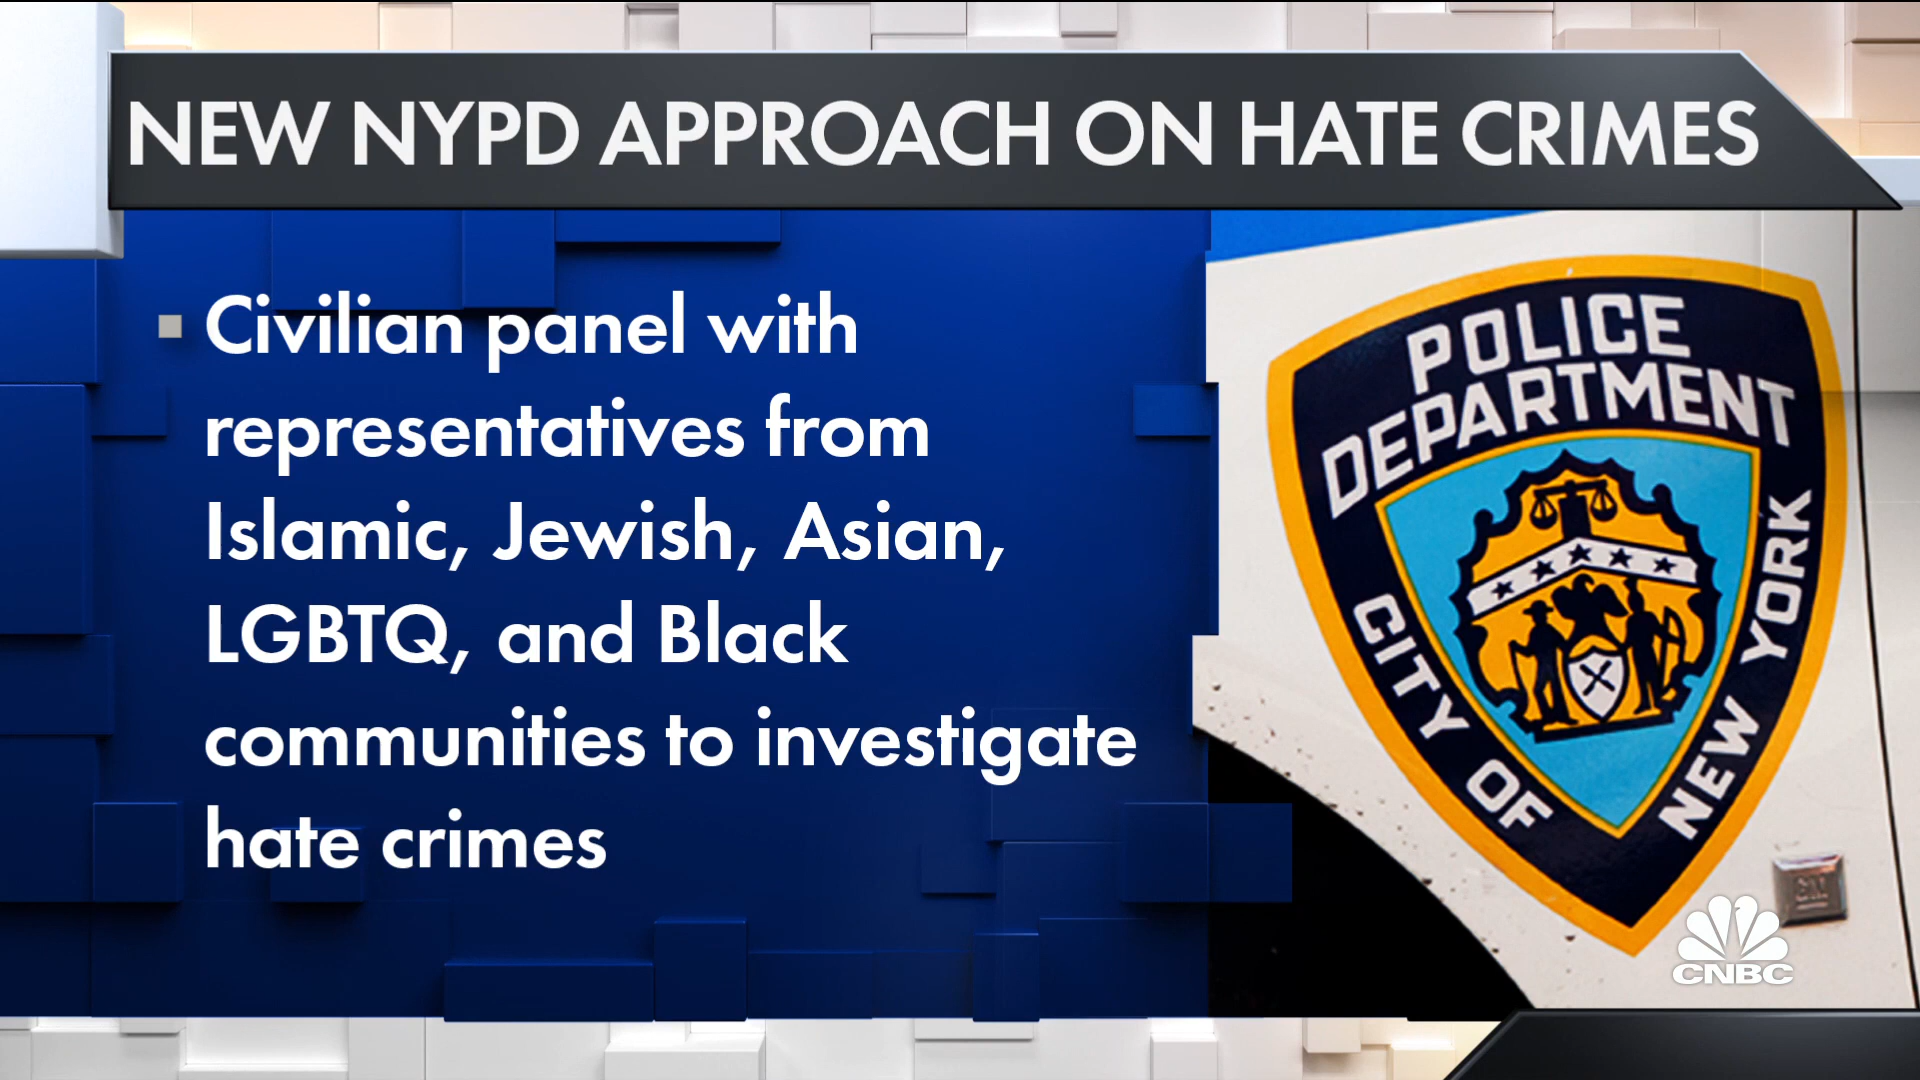 NEW NYPD APPROACH ON HATE CRIMES
Civilian panel with
representatives from
Islamic, Jewish, Asian,
LGBTQ, and Black
communities to investigate
hate crimes
POLICE
DEPARTMENT
CITY OF
NEW YORK
GM
CNBC